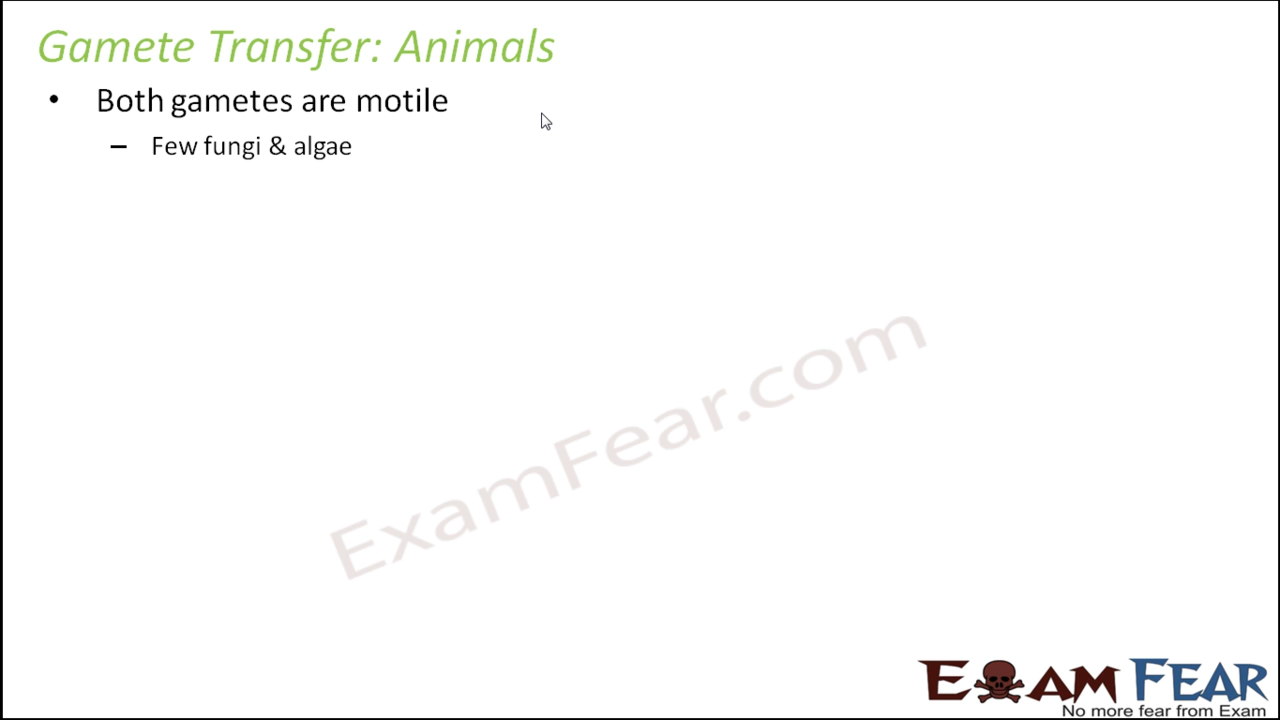 Gamete Transfer: Animals
• Both gametes are motile
– Few fungi & algae
ExamFear.com
EXAM FEAR
No more fear from Exam